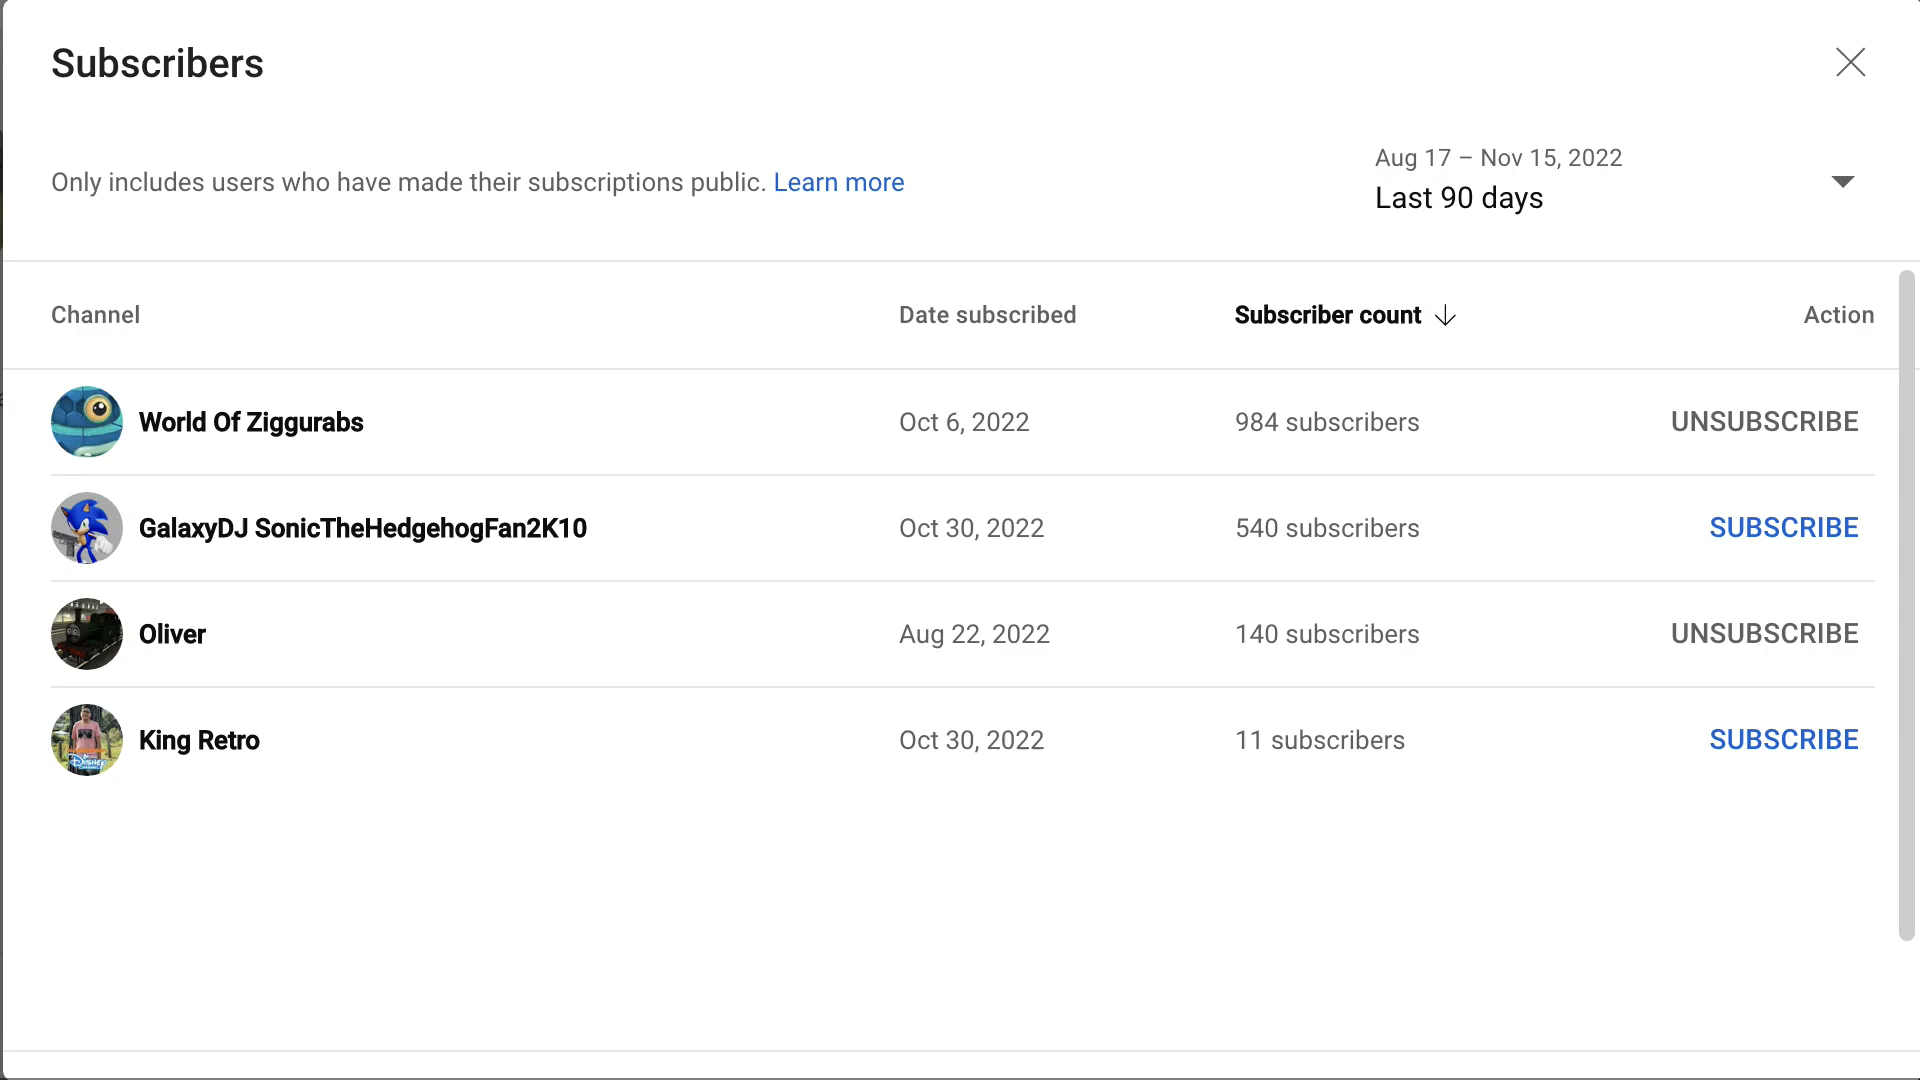 Subscribers
Only includes users who have made their subscriptions public. Learn more
Aug 17 – Nov 15, 2022
Last 90 days
Channel Date subscribed Subscriber count Action
World Of Ziggurabs Oct 6, 2022 984 subscribers UNSUBSCRIBE
GalaxyDJ SonicTheHedgehogFan2K10 Oct 30, 2022 540 subscribers SUBSCRIBE
Oliver Aug 22, 2022 140 subscribers UNSUBSCRIBE
King Retro Oct 30, 2022 11 subscribers SUBSCRIBE
Disney
CHANNEL